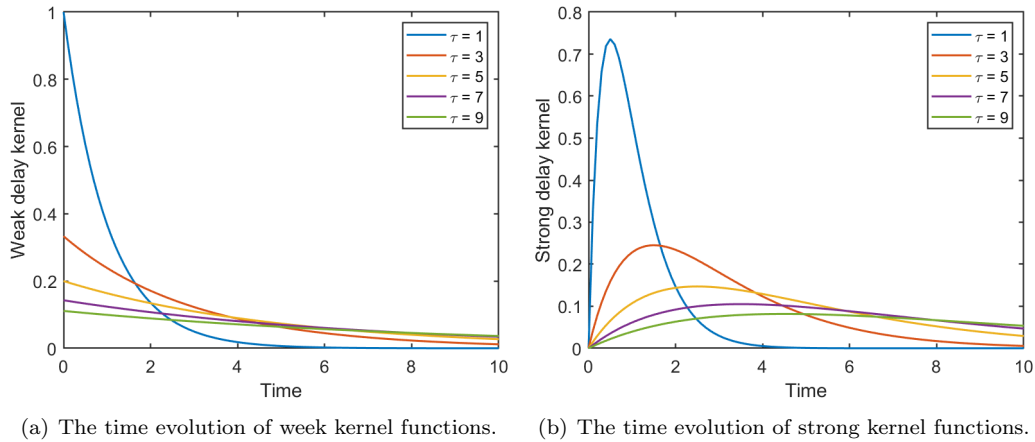 1
0.8
0.6
0.4
0.2
0
0 2 4 6 8 10
Weak delay kernel
Time
τ = 1
τ = 3
τ = 5
τ = 7
τ = 9
(a) The time evolution of week kernel functions.
0.8
0.7
0.6
0.5
0.4
0.3
0.2
0.1
0
0 2 4 6 8 10
Strong delay kernel
Time
τ = 1
τ = 3
τ = 5
τ = 7
τ = 9
(b) The time evolution of strong kernel functions.